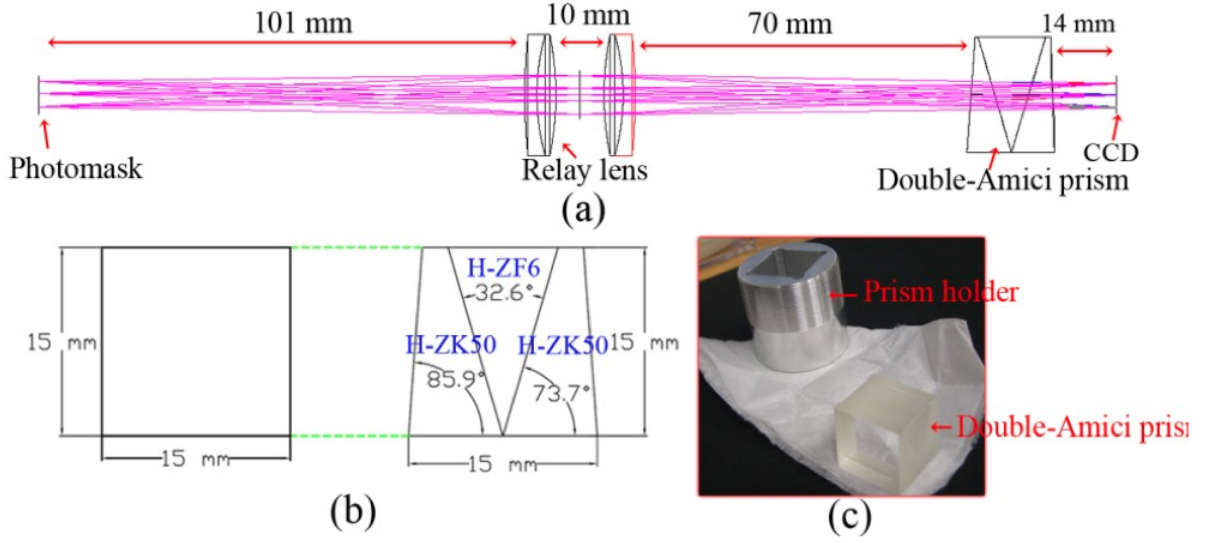 101 mm
10 mm
70 mm
14 mm
Photomask
Relay lens
Double-Amici prism
CCD
(a)
15 mm
15 mm
H-ZF6
32.6°
H-ZK50
H-ZK50
85.9°
73.7°
15 mm
15 mm
(b)
Prism holder
Double-Amici pris
(c)